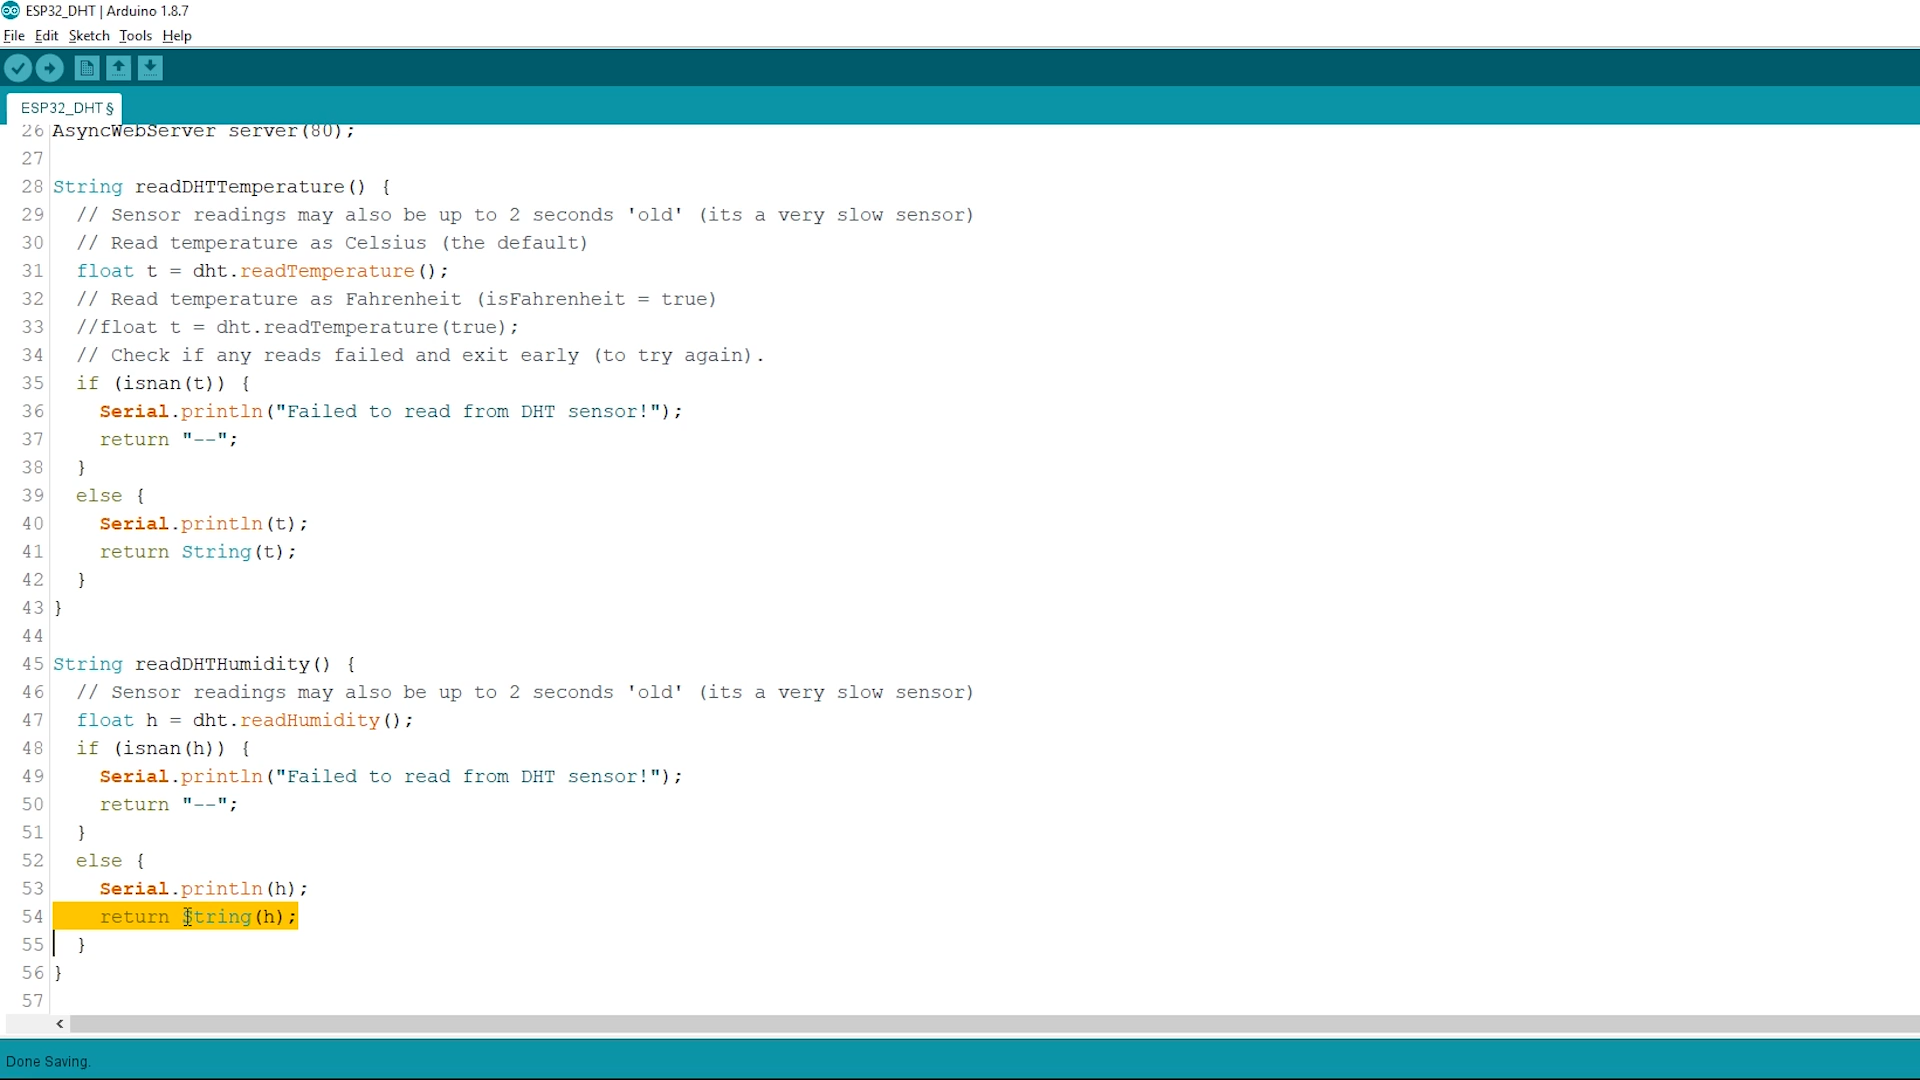 ESP32_DHT | Arduino 1.8.7
File Edit Sketch Tools Help
ESP32_DHT §
26 AsyncWebServer server(80);
27
28 String readDHTTemperature() {
29   // Sensor readings may also be up to 2 seconds 'old' (its a very slow sensor)
30   // Read temperature as Celsius (the default)
31   float t = dht.readTemperature();
32   // Read temperature as Fahrenheit (isFahrenheit = true)
33   //float t = dht.readTemperature(true);
34   // Check if any reads failed and exit early (to try again).
35   if (isnan(t)) {
36     Serial.println("Failed to read from DHT sensor!");
37     return "--";
38   }
39   else {
40     Serial.println(t);
41     return String(t);
42   }
43 }
44
45 String readDHTHumidity() {
46   // Sensor readings may also be up to 2 seconds 'old' (its a very slow sensor)
47   float h = dht.readHumidity();
48   if (isnan(h)) {
49     Serial.println("Failed to read from DHT sensor!");
50     return "--";
51   }
52   else {
53     Serial.println(h);
54     return String(h);
55   }
56 }
57
Done Saving.